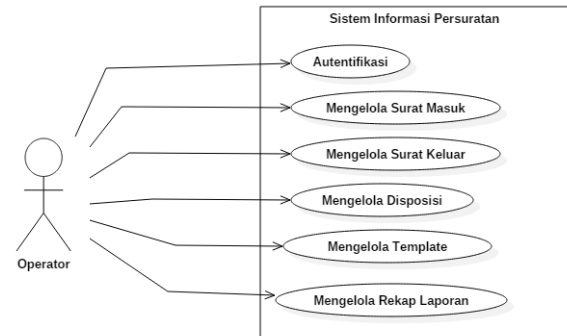 Sistem Informasi Persuratan
Autentifikasi
Mengelola Surat Masuk
Mengelola Surat Keluar
Mengelola Disposisi
Mengelola Template
Operator
Mengelola Rekap Laporan